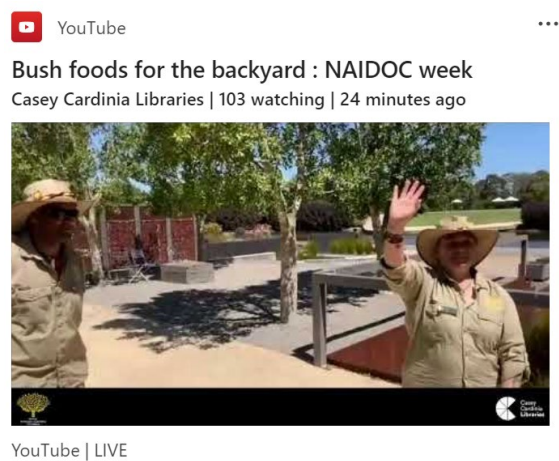 YouTube
Bush foods for the backyard : NAIDOC week
Casey Cardinia Libraries | 103 watching | 24 minutes ago
Casey
Cardinia
Libraries
YouTube | LIVE